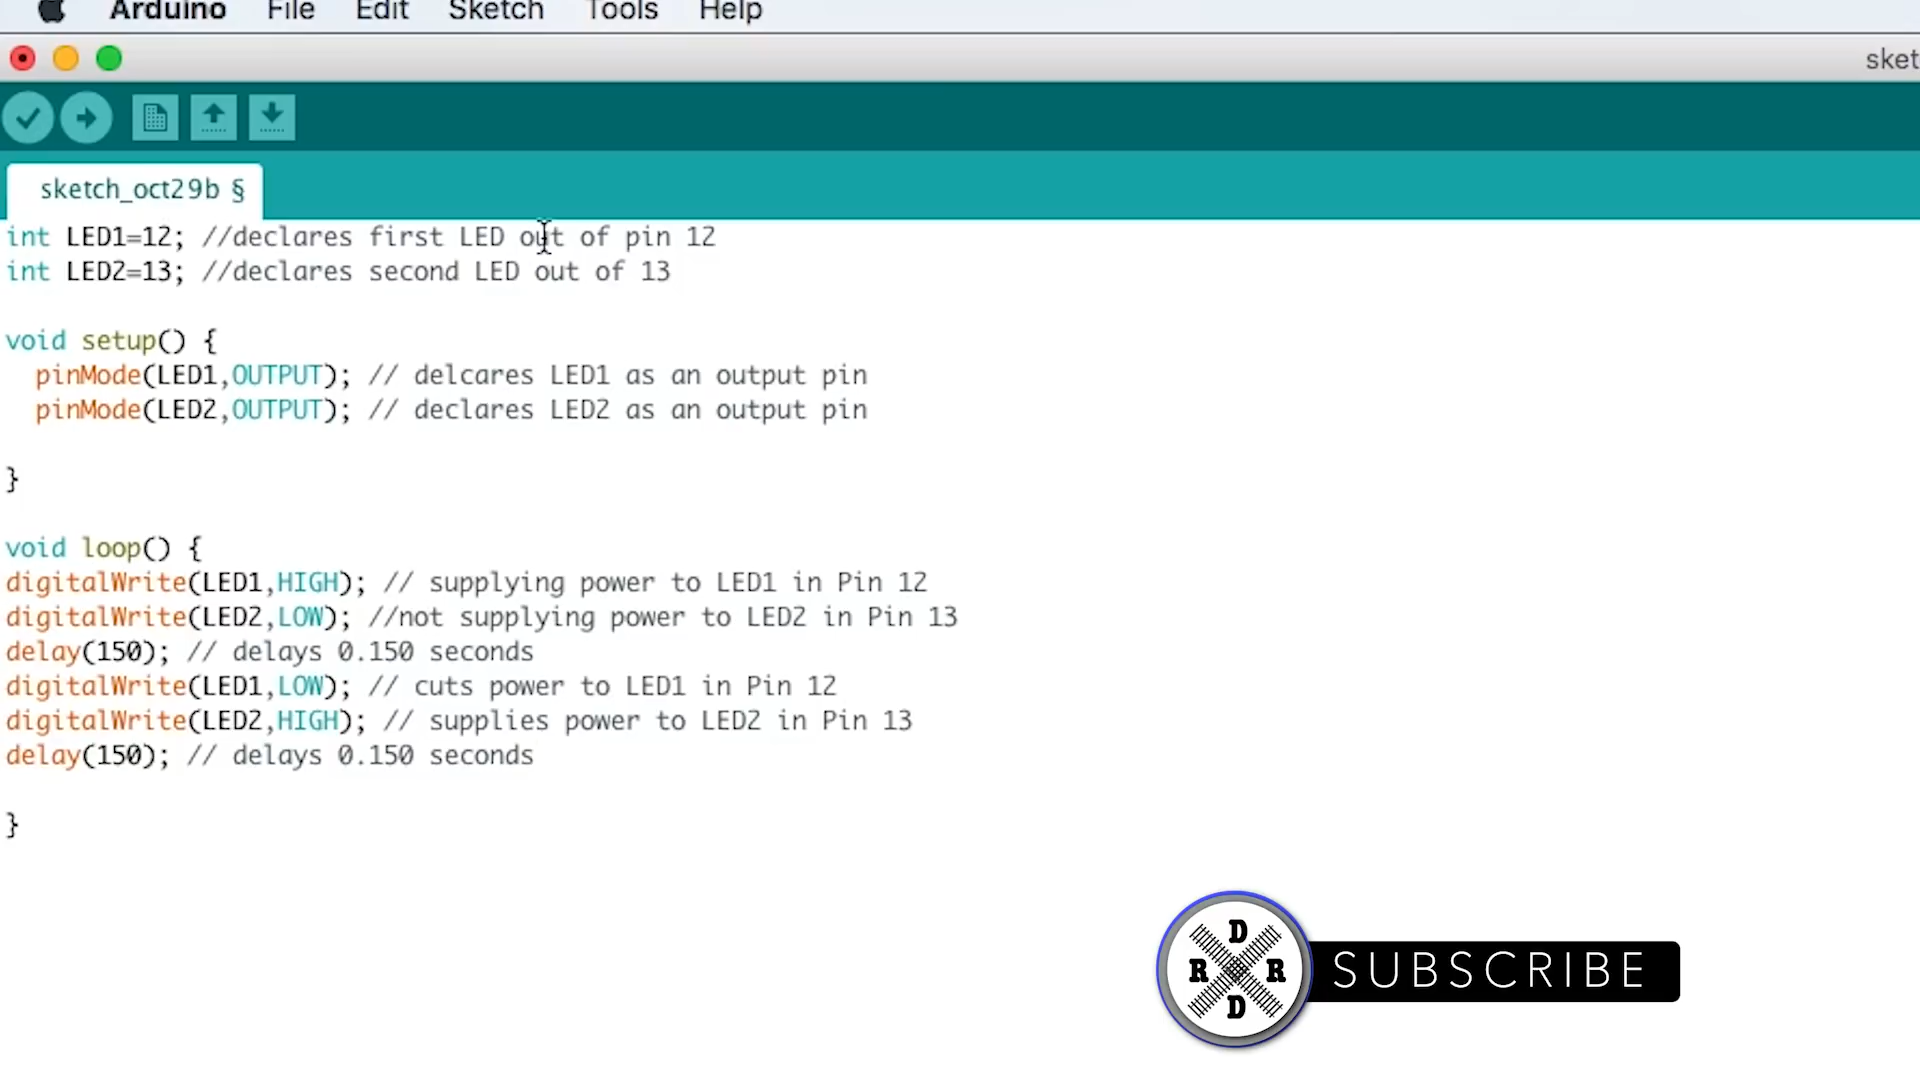 Arduino File Edit Sketch Tools Help
sket
sketch_oct29b §
int LED1=12; //declares first LED out of pin 12
int LED2=13; //declares second LED out of 13
void setup() {
pinMode(LED1,OUTPUT); // delcares LED1 as an output pin
pinMode(LED2,OUTPUT); // declares LED2 as an output pin
}
void loop() {
digitalWrite(LED1,HIGH); // supplying power to LED1 in Pin 12
digitalWrite(LED2,LOW); //not supplying power to LED2 in Pin 13
delay(150); // delays 0.150 seconds
digitalWrite(LED1,LOW); // cuts power to LED1 in Pin 12
digitalWrite(LED2,HIGH); // supplies power to LED2 in Pin 13
delay(150); // delays 0.150 seconds
}
D
R R
D
SUBSCRIBE